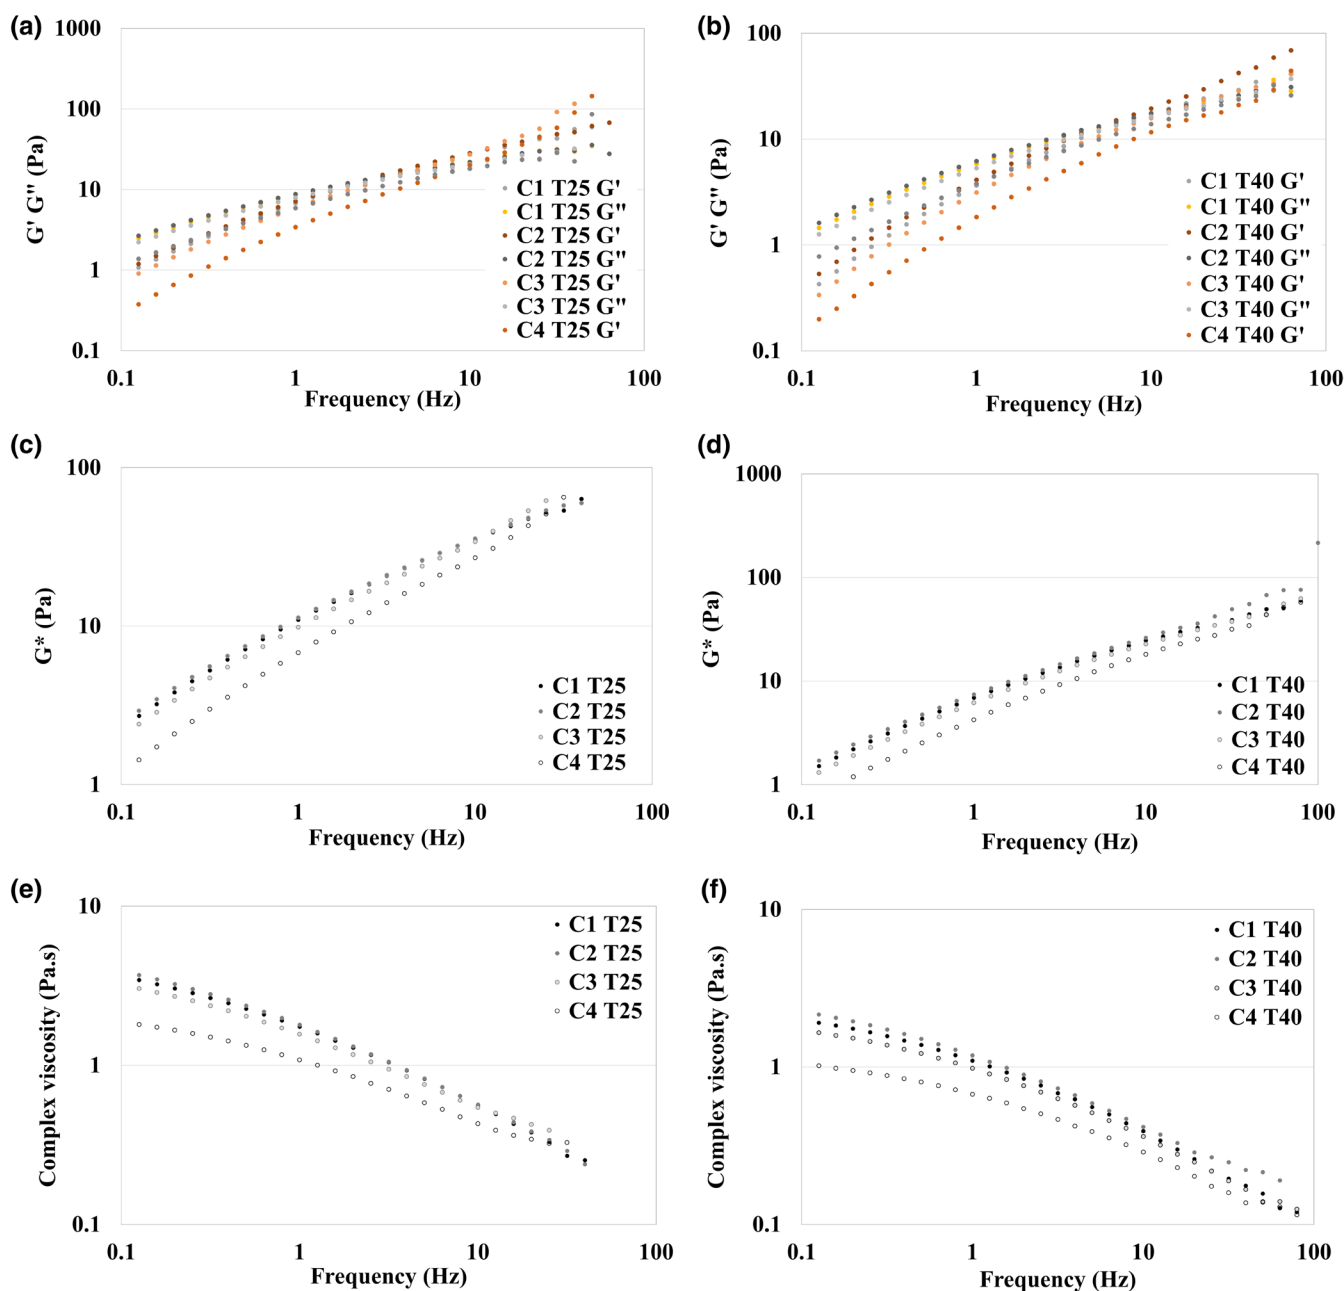 (a)
1000
100
10
1
0.1
G' G" (Pa)
C1 T25 G'
C1 T25 G"
C2 T25 G'
C2 T25 G"
C3 T25 G'
C3 T25 G"
C4 T25 G'
0.1
1
10
100
Frequency (Hz)
(b)
100
10
1
0.1
G' G" (Pa)
C1 T40 G'
C1 T40 G"
C2 T40 G'
C2 T40 G"
C3 T40 G'
C3 T40 G"
C4 T40 G'
0.1
1
10
100
Frequency (Hz)
(c)
100
10
1
G* (Pa)
C1 T25
C2 T25
C3 T25
C4 T25
0.1
1
10
100
Frequency (Hz)
(d)
1000
100
10
1
G* (Pa)
C1 T40
C2 T40
C3 T40
C4 T40
0.1
1
10
100
Frequency (Hz)
(e)
10
1
0.1
Complex viscosity (Pa.s)
C1 T25
C2 T25
C3 T25
C4 T25
0.1
1
10
100
Frequency (Hz)
(f)
10
1
0.1
Complex viscosity (Pa.s)
C1 T40
C2 T40
C3 T40
C4 T40
0.1
1
10
100
Frequency (Hz)